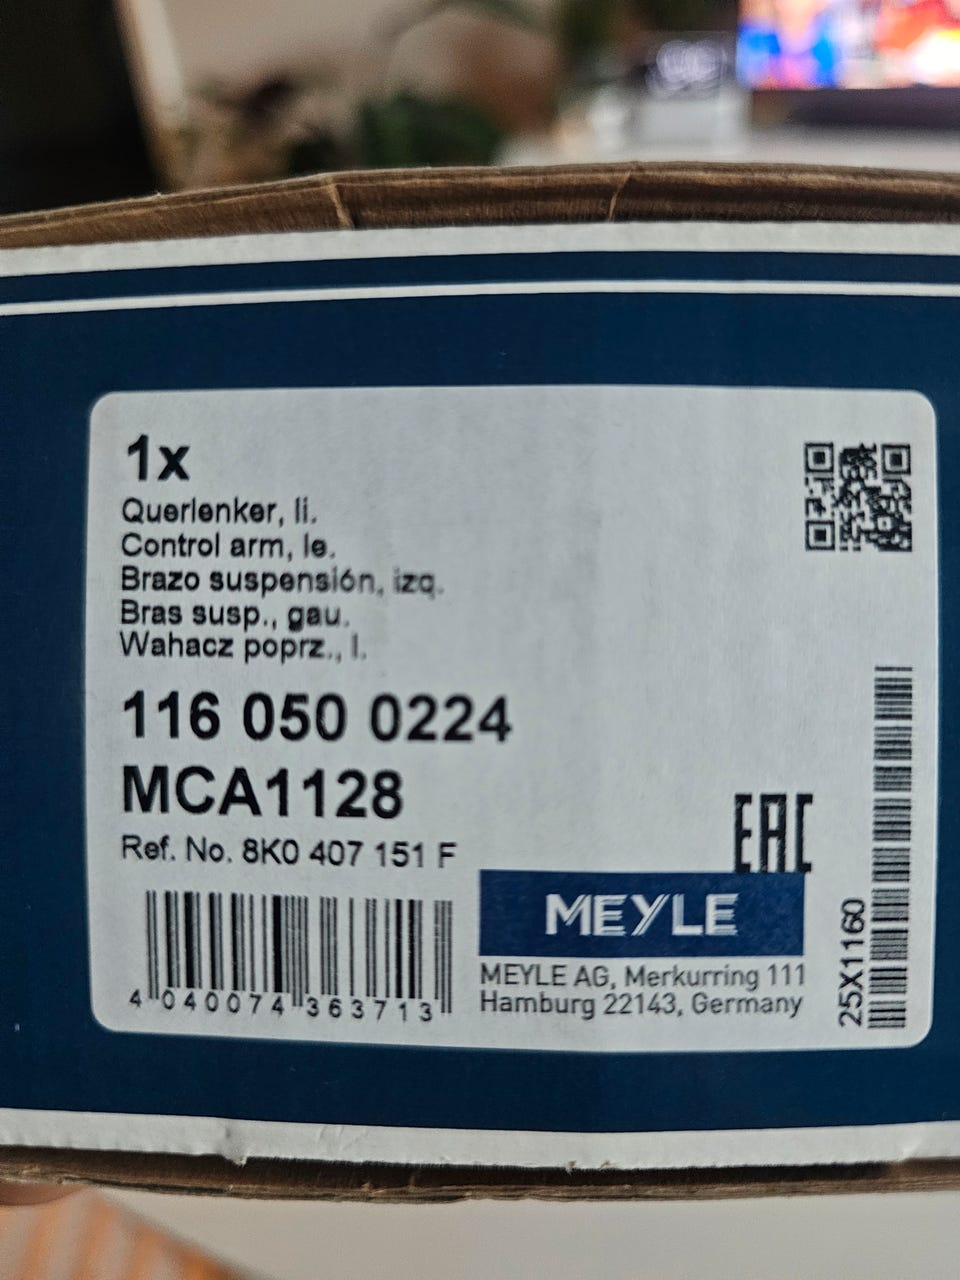 1x
Querlenker, li.
Control arm, le.
Brazo suspensión, izq.
Bras susp., gau.
Wahacz poprz., l.
116 050 0224
MCA1128
Ref. No. 8K0 407 151 F
EAC
MEYLE
MEYLE AG, Merkurring 111
Hamburg 22143, Germany
4 040074 363713
25X1160